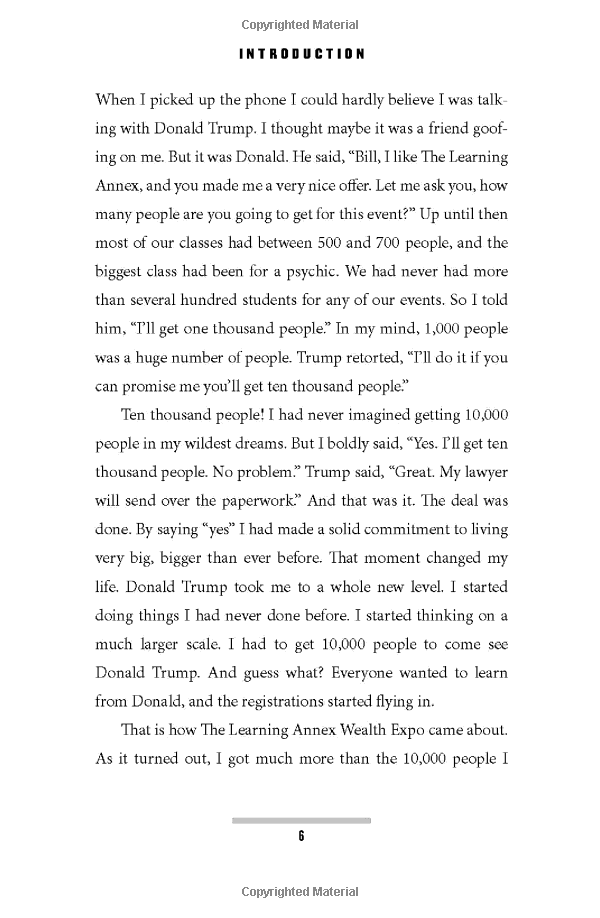 Copyrighted Material
INTRODUCTION
When I picked up the phone I could hardly believe I was talk-
ing with Donald Trump. I thought maybe it was a friend goof-
ing on me. But it was Donald. He said, “Bill, I like The Learning
Annex, and you made me a very nice offer. Let me ask you, how
many people are you going to get for this event?” Up until then
most of our classes had between 500 and 700 people, and the
biggest class had been for a psychic. We had never had more
than several hundred students for any of our events. So I told
him, “I’ll get one thousand people.” In my mind, 1,000 people
was a huge number of people. Trump retorted, “I’ll do it if you
can promise me you’ll get ten thousand people.”
Ten thousand people! I had never imagined getting 10,000
people in my wildest dreams. But I boldly said, “Yes. I’ll get ten
thousand people. No problem.” Trump said, “Great. My lawyer
will send over the paperwork.” And that was it. The deal was
done. By saying “yes” I had made a solid commitment to living
very big, bigger than ever before. That moment changed my
life. Donald Trump took me to a whole new level. I started
doing things I had never done before. I started thinking on a
much larger scale. I had to get 10,000 people to come see
Donald Trump. And guess what? Everyone wanted to learn
from Donald, and the registrations started flying in.
That is how The Learning Annex Wealth Expo came about.
As it turned out, I got much more than the 10,000 people I
6
Copyrighted Material